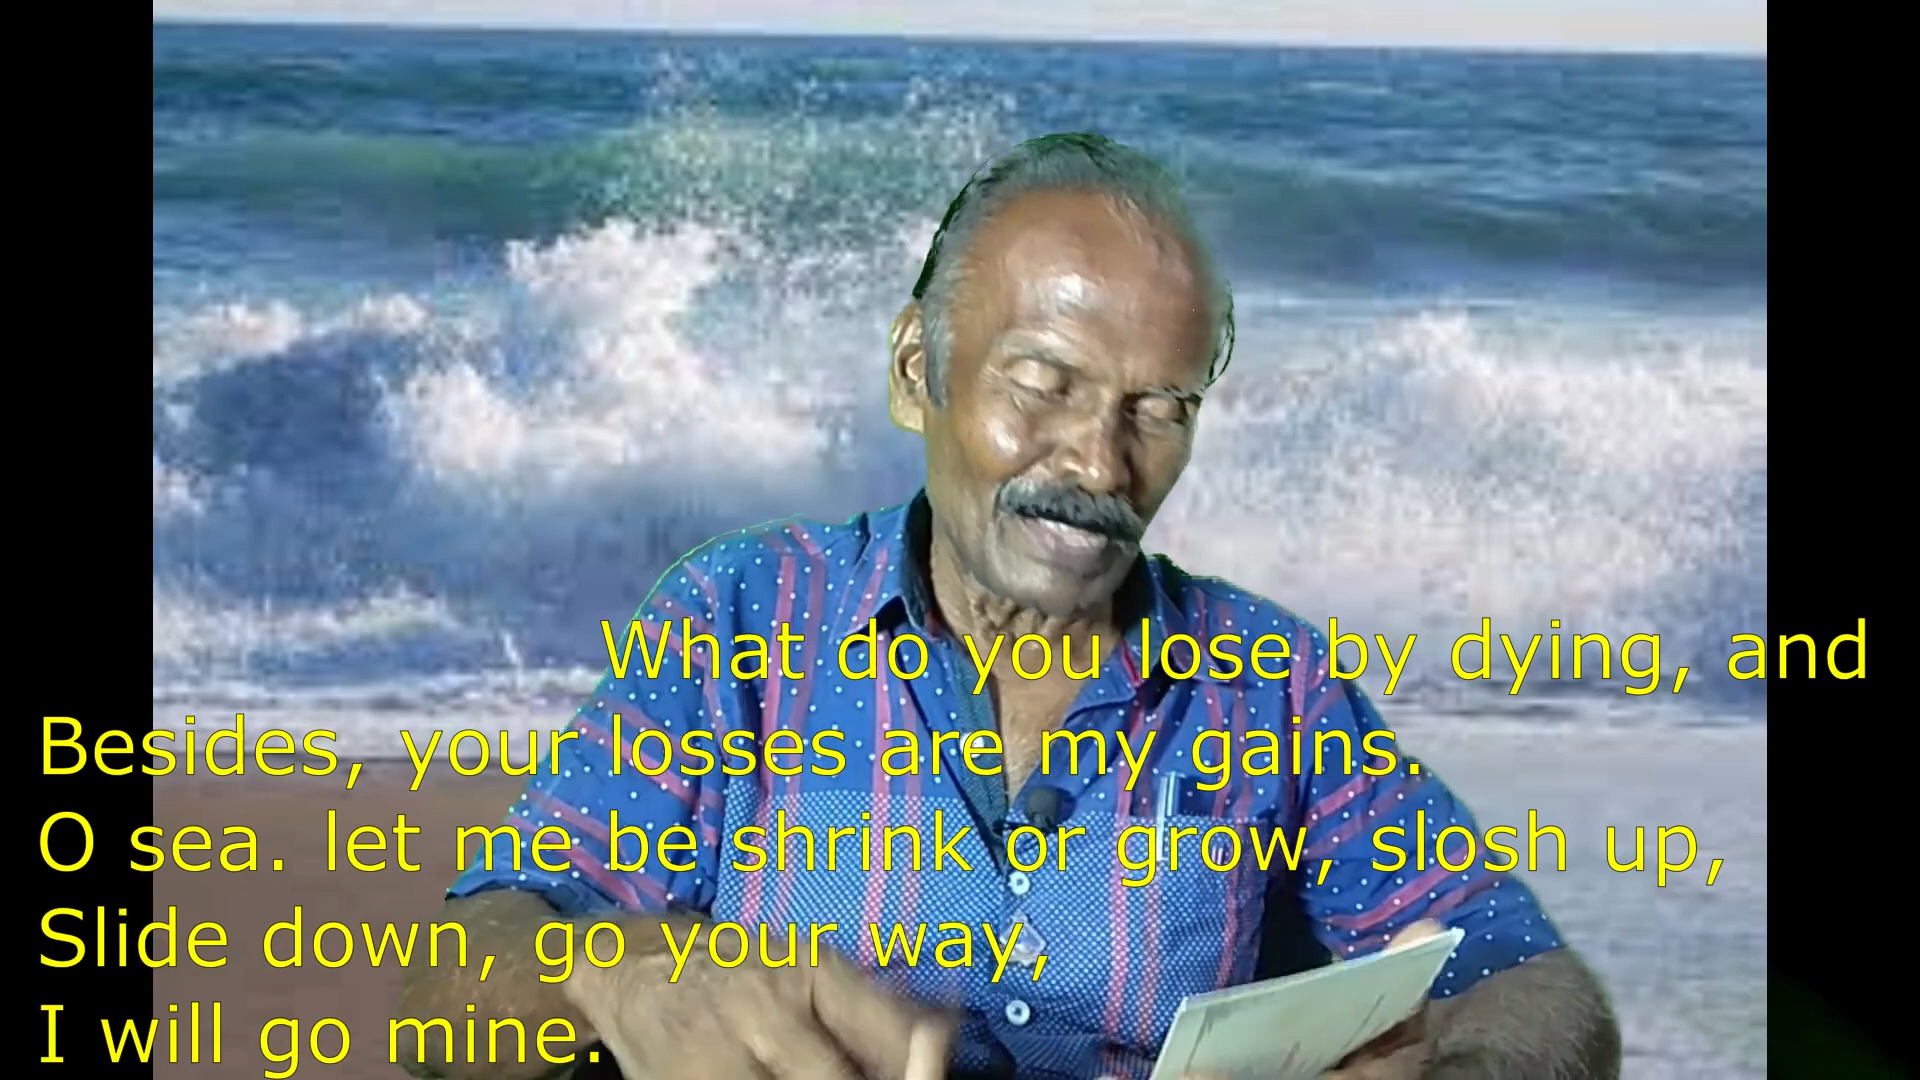 What do you lose by dying, and
Besides, your losses are my gains.
O sea. let me be shrink or grow, slosh up,
Slide down, go your way,
I will go mine.